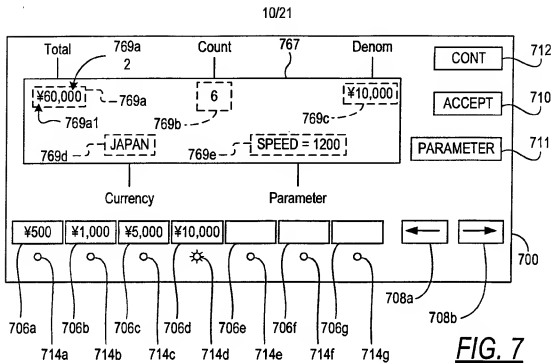 10/21
Total 769a 2 Count 767 Denom
CONT 712
¥60,000 769a 6 ¥10,000
ACCEPT 710
769a1 769b 769c
769d JAPAN 769e SPEED = 1200
PARAMETER 711
Currency Parameter
¥500 ¥1,000 ¥5,000 ¥10,000 ← →
700
706a 706b 706c 706d 706e 706f 706g 708a 708b
714a 714b 714c 714d 714e 714f 714g
FIG. 7